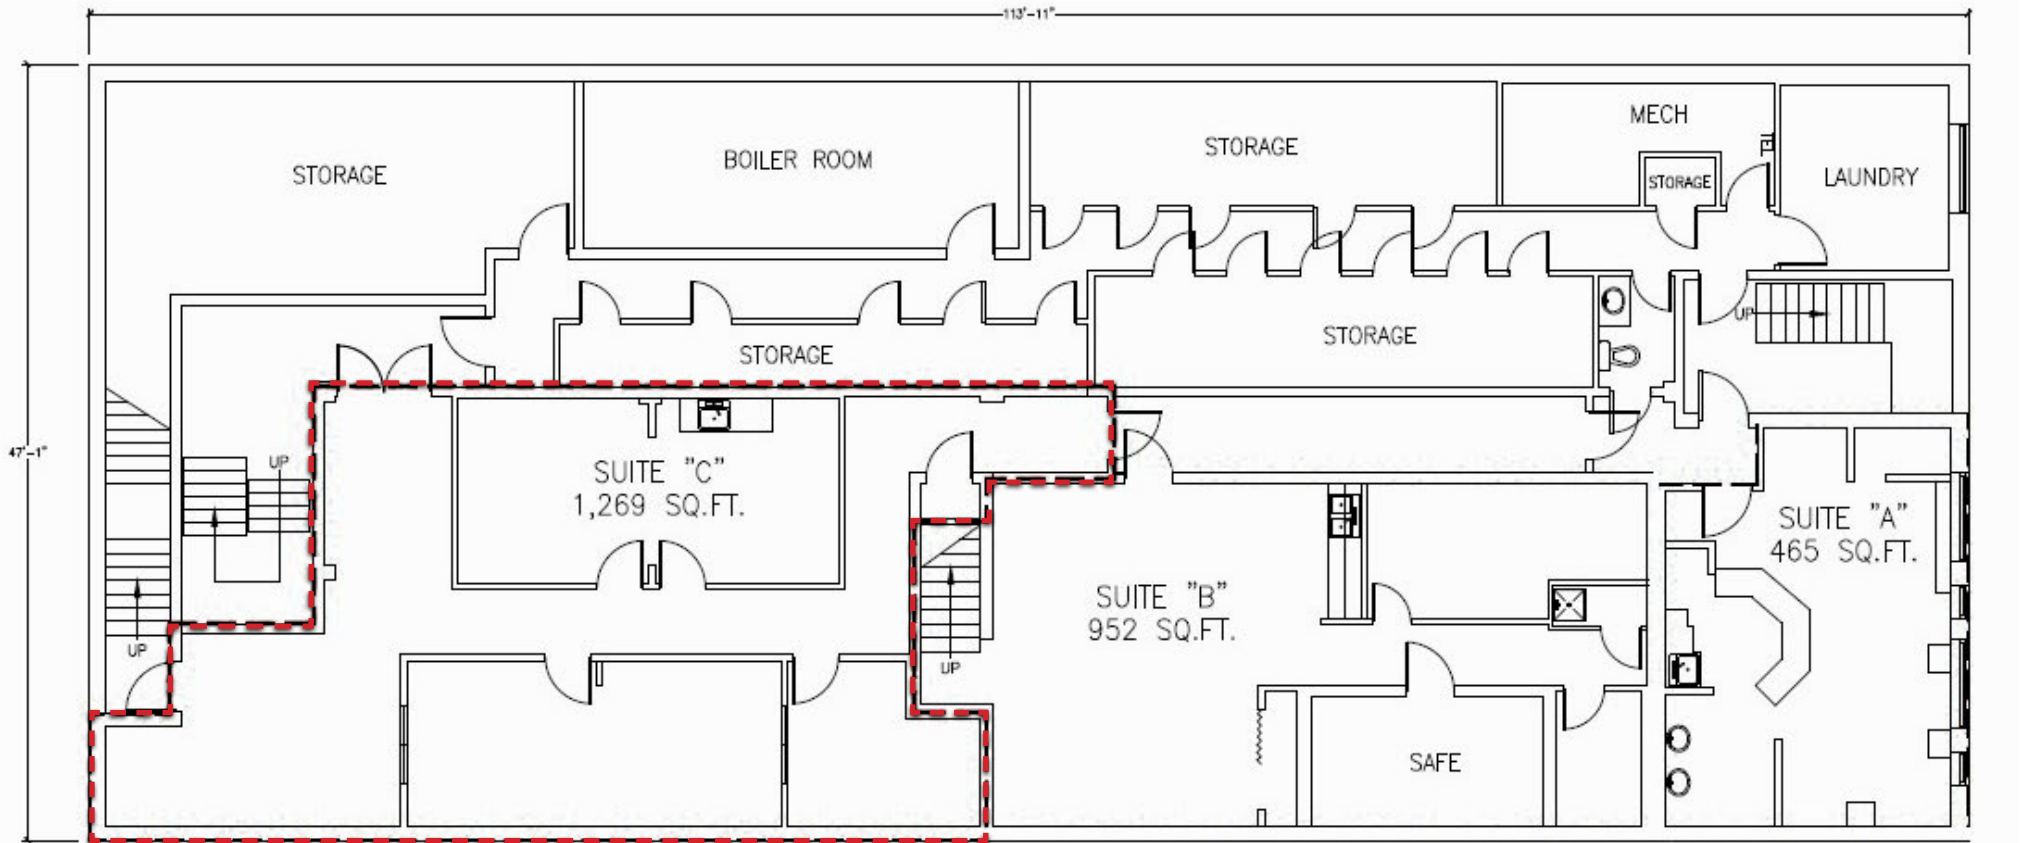 113'-11"
MECH
STORAGE
BOILER ROOM
STORAGE
STORAGE
LAUNDRY
UP
STORAGE
STORAGE
47'-1"
UP
SUITE "C"
1,269 SQ.FT.
SUITE "A"
465 SQ.FT.
SUITE "B"
952 SQ.FT.
UP
UP
SAFE